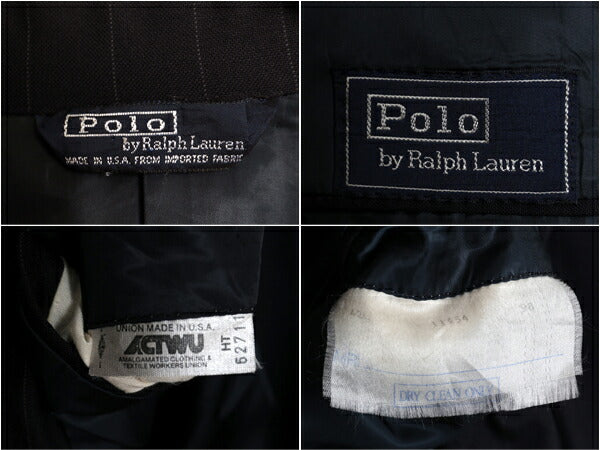 Polo
by Ralph Lauren
MADE IN U.S.A. FROM IMPORTED FABRIC
Polo
by Ralph Lauren
UNION MADE IN U.S.A.
ACTWU
AMALGAMATED CLOTHING &
TEXTILE WORKERS UNION
HT
DRY CLEAN ONLY